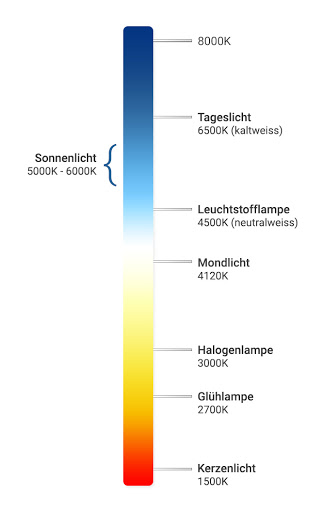 8000K
Tageslicht
6500K (kaltweiss)
Sonnenlicht
5000K - 6000K
Leuchtstofflampe
4500K (neutralweiss)
Mondlicht
4120K
Halogenlampe
3000K
Glühlampe
2700K
Kerzenlicht
1500K